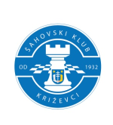 ŠAHOVSKI KLUB
OD 1932
KRIŽEVCI